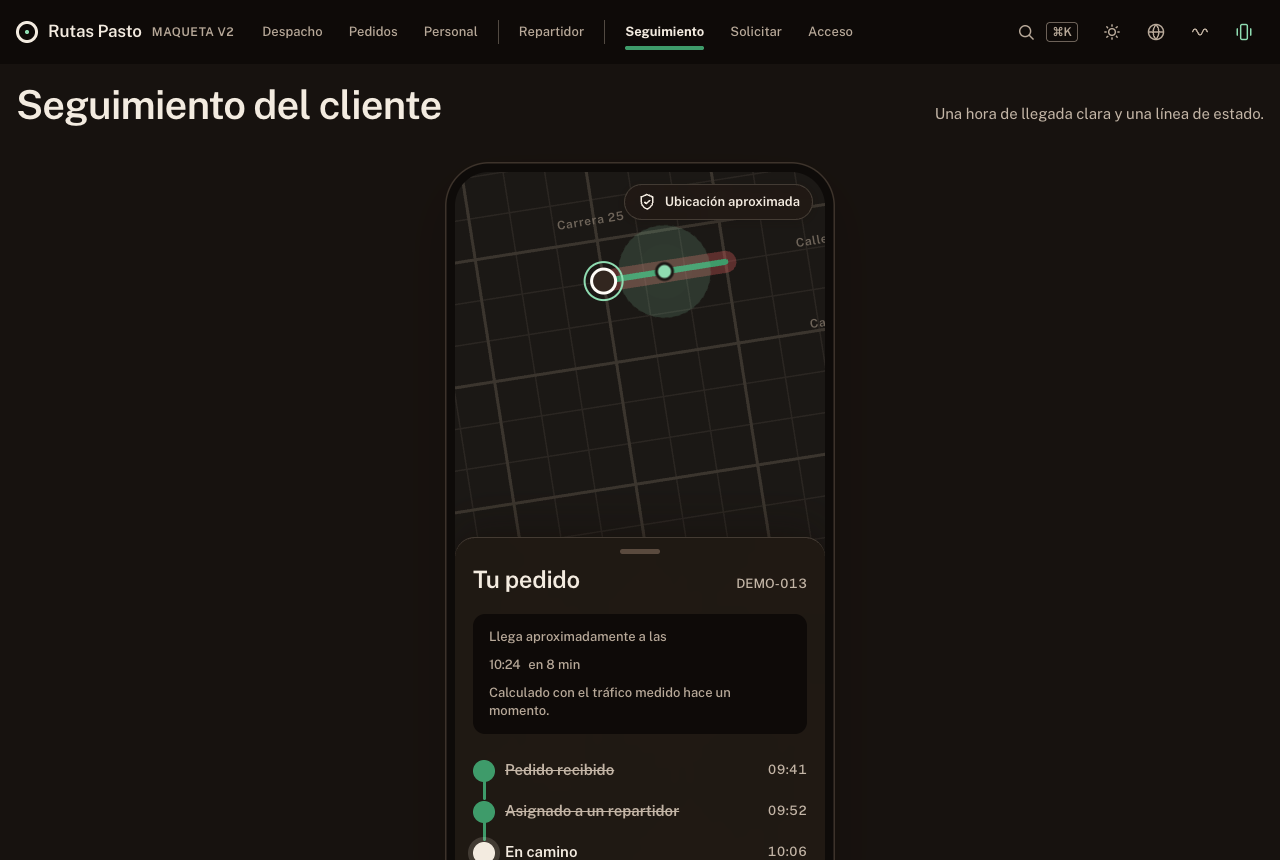 Rutas Pasto MAQUETA V2 Despacho Pedidos Personal Repartidor Seguimiento Solicitar Acceso ⌘K
Seguimiento del cliente
Una hora de llegada clara y una línea de estado.
Ubicación aproximada
Carrera 25
Calle
Ca
Tu pedido DEMO-013
Llega aproximadamente a las
10:24 en 8 min
Calculado con el tráfico medido hace un
momento.
Pedido recibido 09:41
Asignado a un repartidor 09:52
En camino 10:06